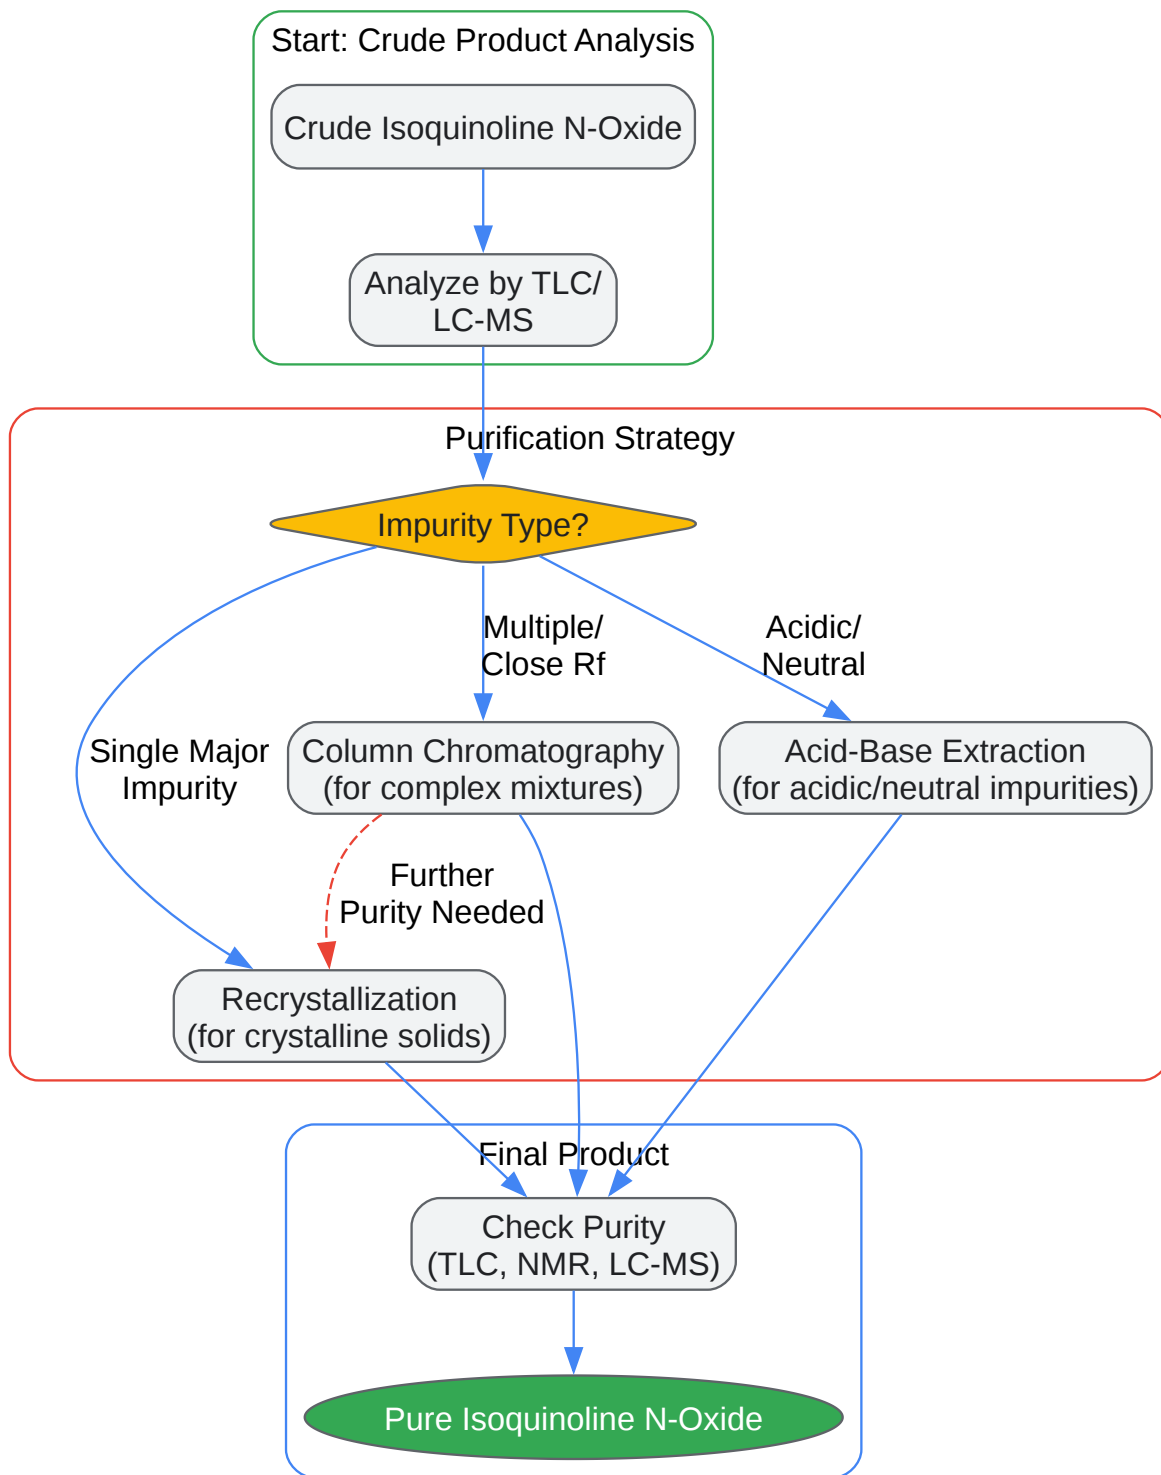 Start: Crude Product Analysis
Crude Isoquinoline N-Oxide
Analyze by TLC/
LC-MS
Purification Strategy
Impurity Type?
Multiple/
Close Rf
Acidic/
Neutral
Single Major
Impurity
Column Chromatography
(for complex mixtures)
Acid-Base Extraction
(for acidic/neutral impurities)
Further
Purity Needed
Recrystallization
(for crystalline solids)
Final Product
Check Purity
(TLC, NMR, LC-MS)
Pure Isoquinoline N-Oxide